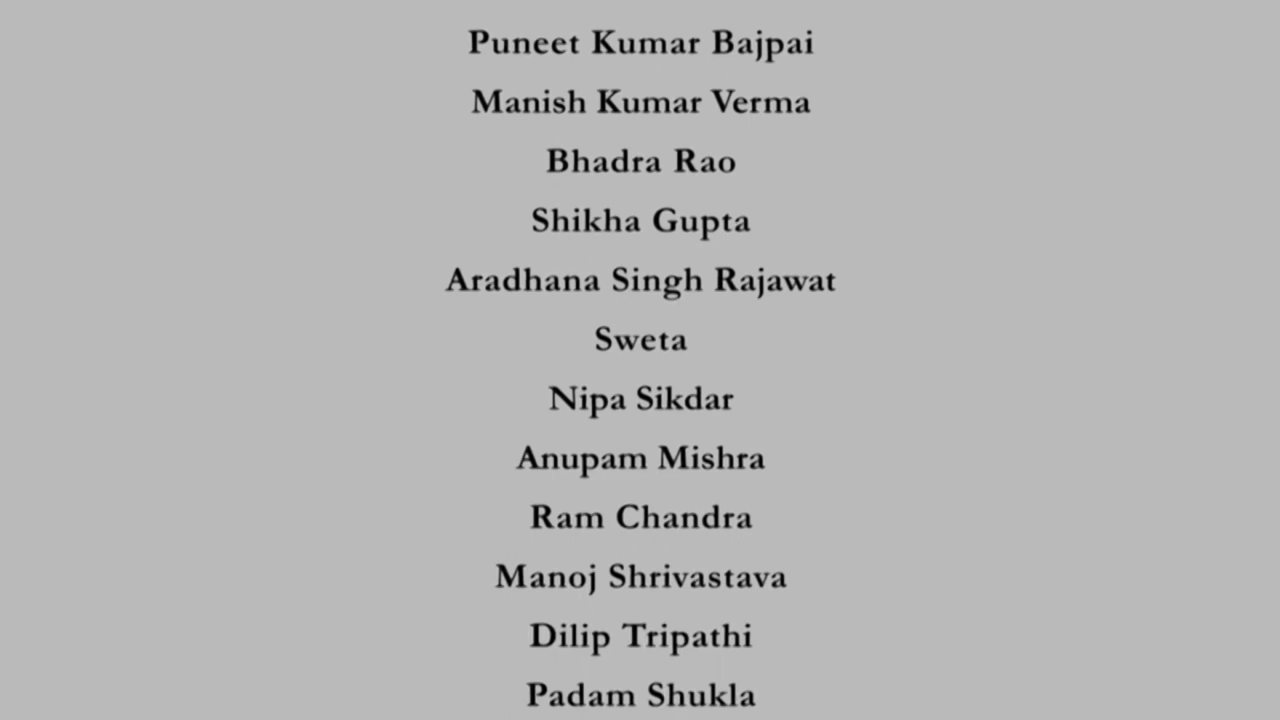 Puneet Kumar Bajpai
Manish Kumar Verma
Bhadra Rao
Shikha Gupta
Aradhana Singh Rajawat
Sweta
Nipa Sikdar
Anupam Mishra
Ram Chandra
Manoj Shrivastava
Dilip Tripathi
Padam Shukla